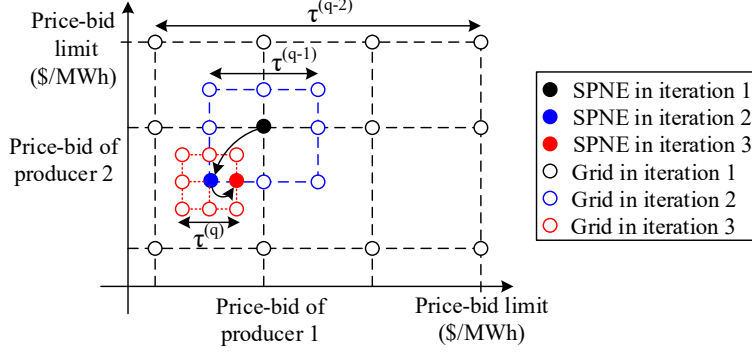 Price-bid
limit
($/MWh)
τ(q-2)
τ(q-1)
Price-bid of
producer 2
τ(q)
Price-bid of
producer 1
Price-bid limit
($/MWh)
SPNE in iteration 1
SPNE in iteration 2
SPNE in iteration 3
Grid in iteration 1
Grid in iteration 2
Grid in iteration 3